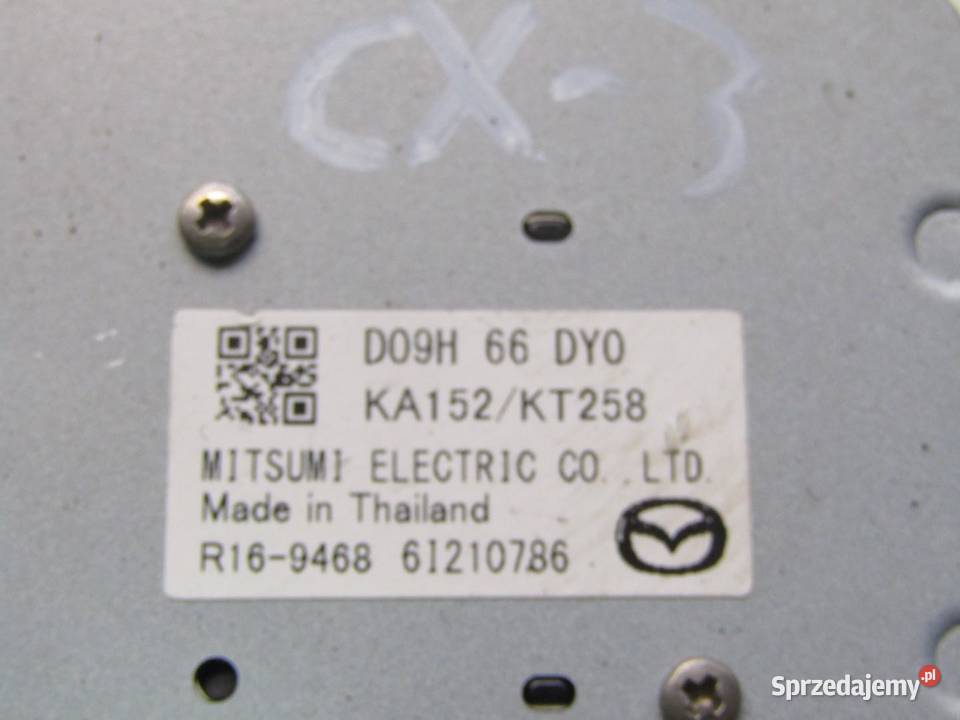 CX-3
D09H 66 DY0
KA152/KT258
MITSUMI ELECTRIC CO., LTD.
Made in Thailand
R16-9468 6I210786
Sprzedajemy.pl